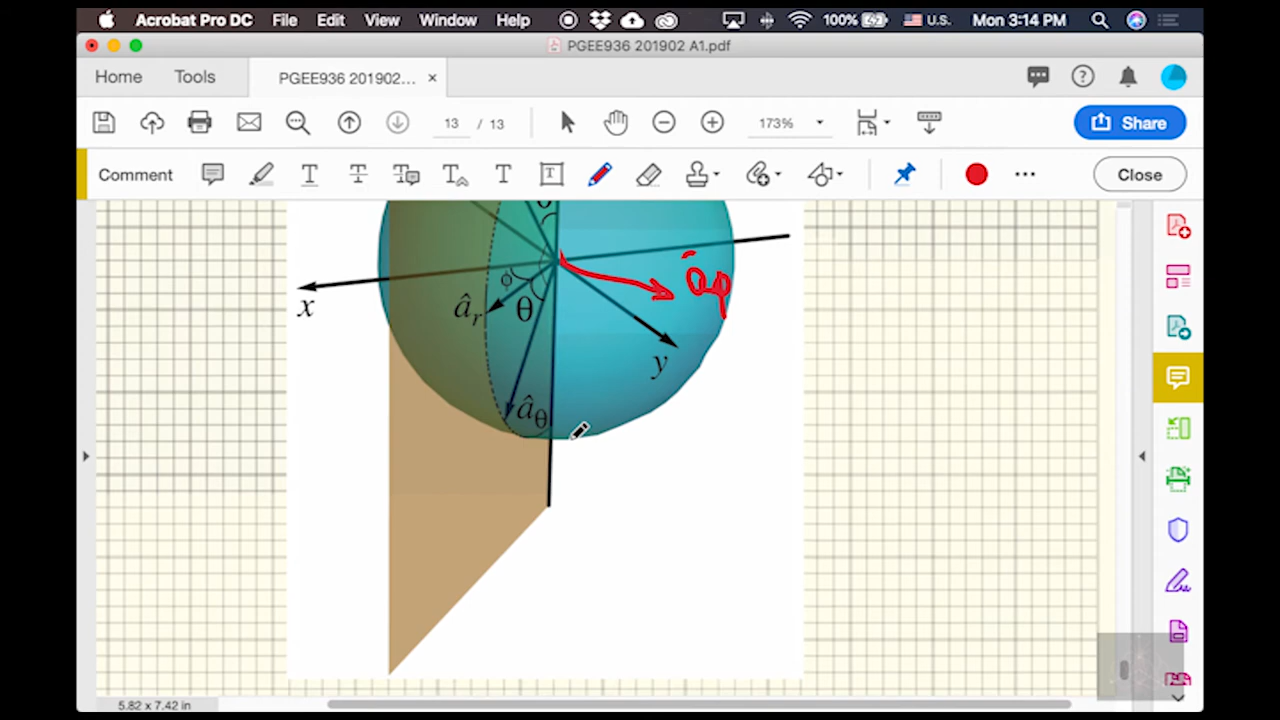 Acrobat Pro DC File Edit View Window Help 100% U.S. Mon 3:14 PM
PGEE936 201902 A1.pdf
Home Tools PGEE936 201902... ×
13 / 13 173% Share
Comment T T T T T T ... Close
θ
x
ϕ
θ
âr
âφ
y
âθ
5.82 x 7.42 in